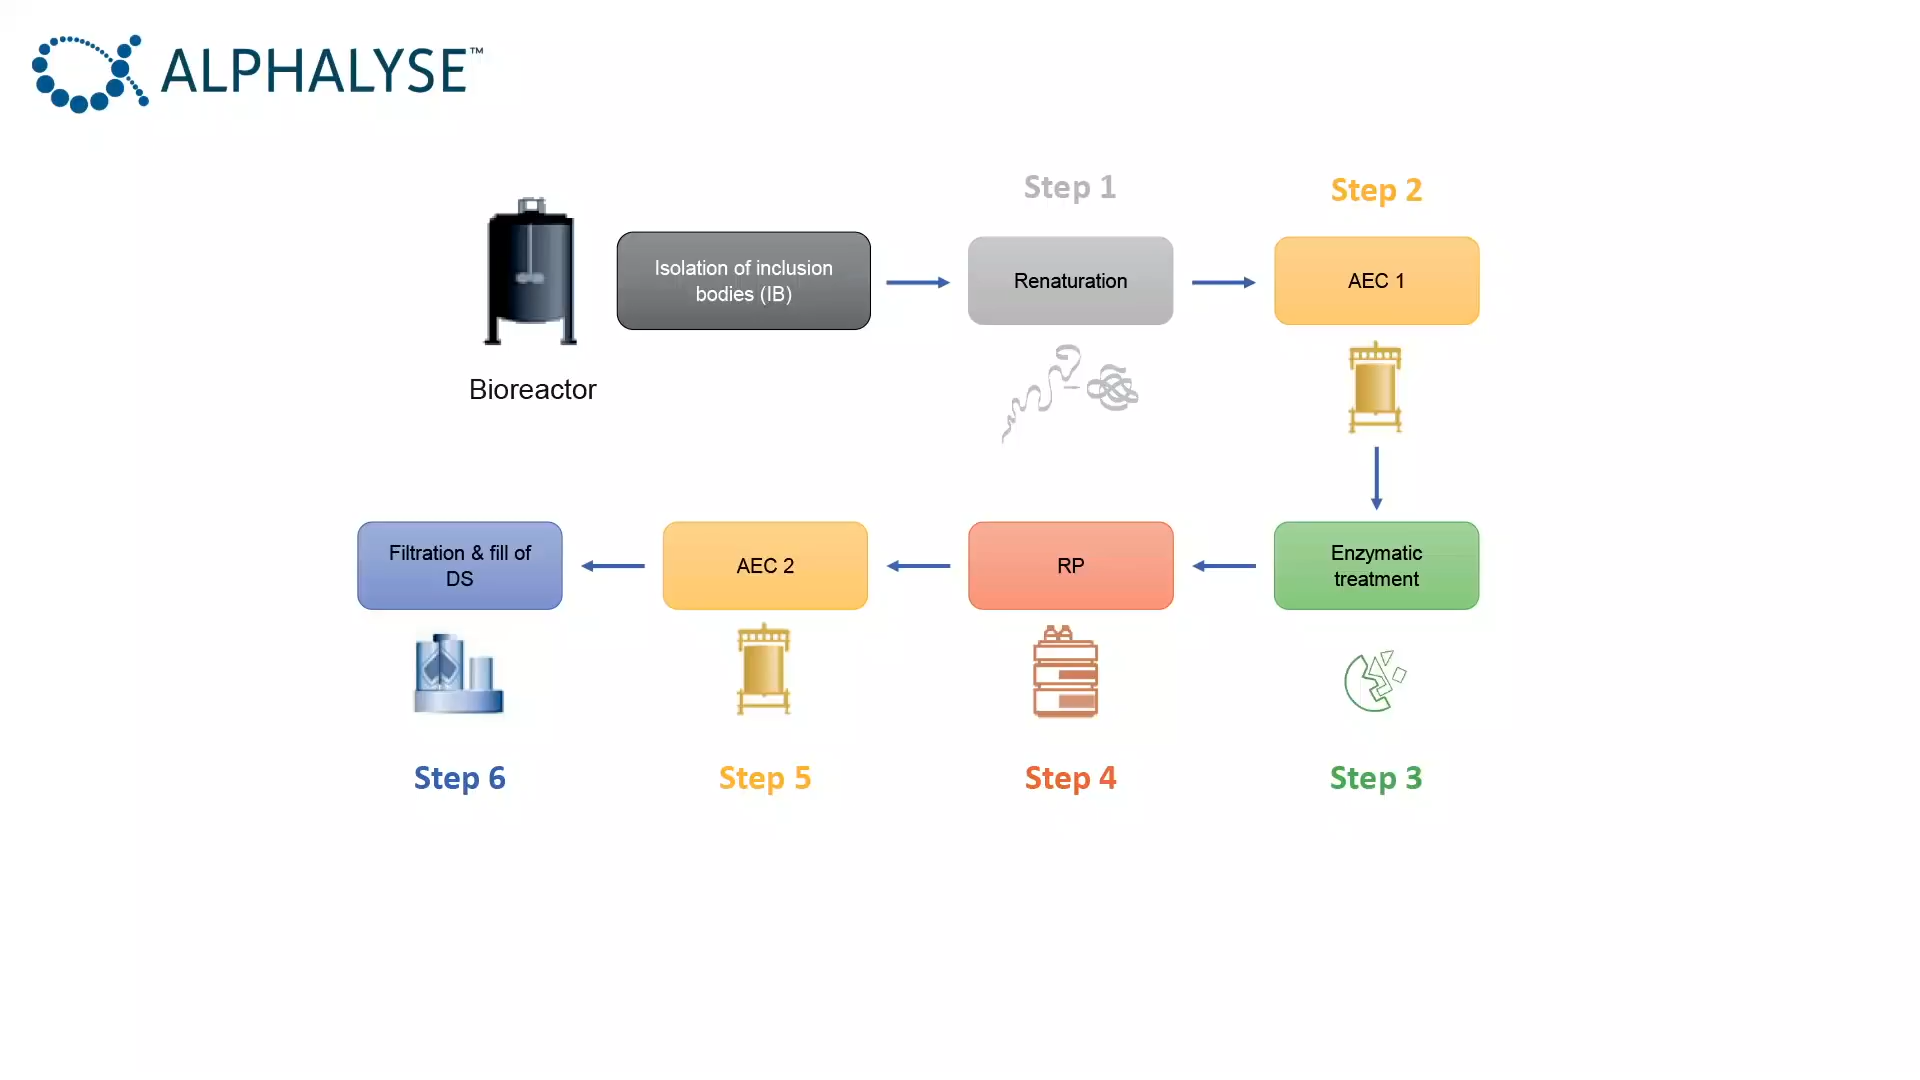 ALPHALYSE™
Step 1
Step 2
Isolation of inclusion
bodies (IB)
Renaturation
AEC 1
Bioreactor
Filtration & fill of
DS
AEC 2
RP
Enzymatic
treatment
Step 6
Step 5
Step 4
Step 3